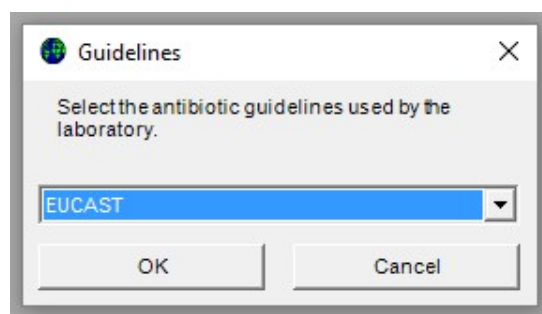 Guidelines
Select the antibiotic guidelines used by the
laboratory.
EUCAST
OK
Cancel